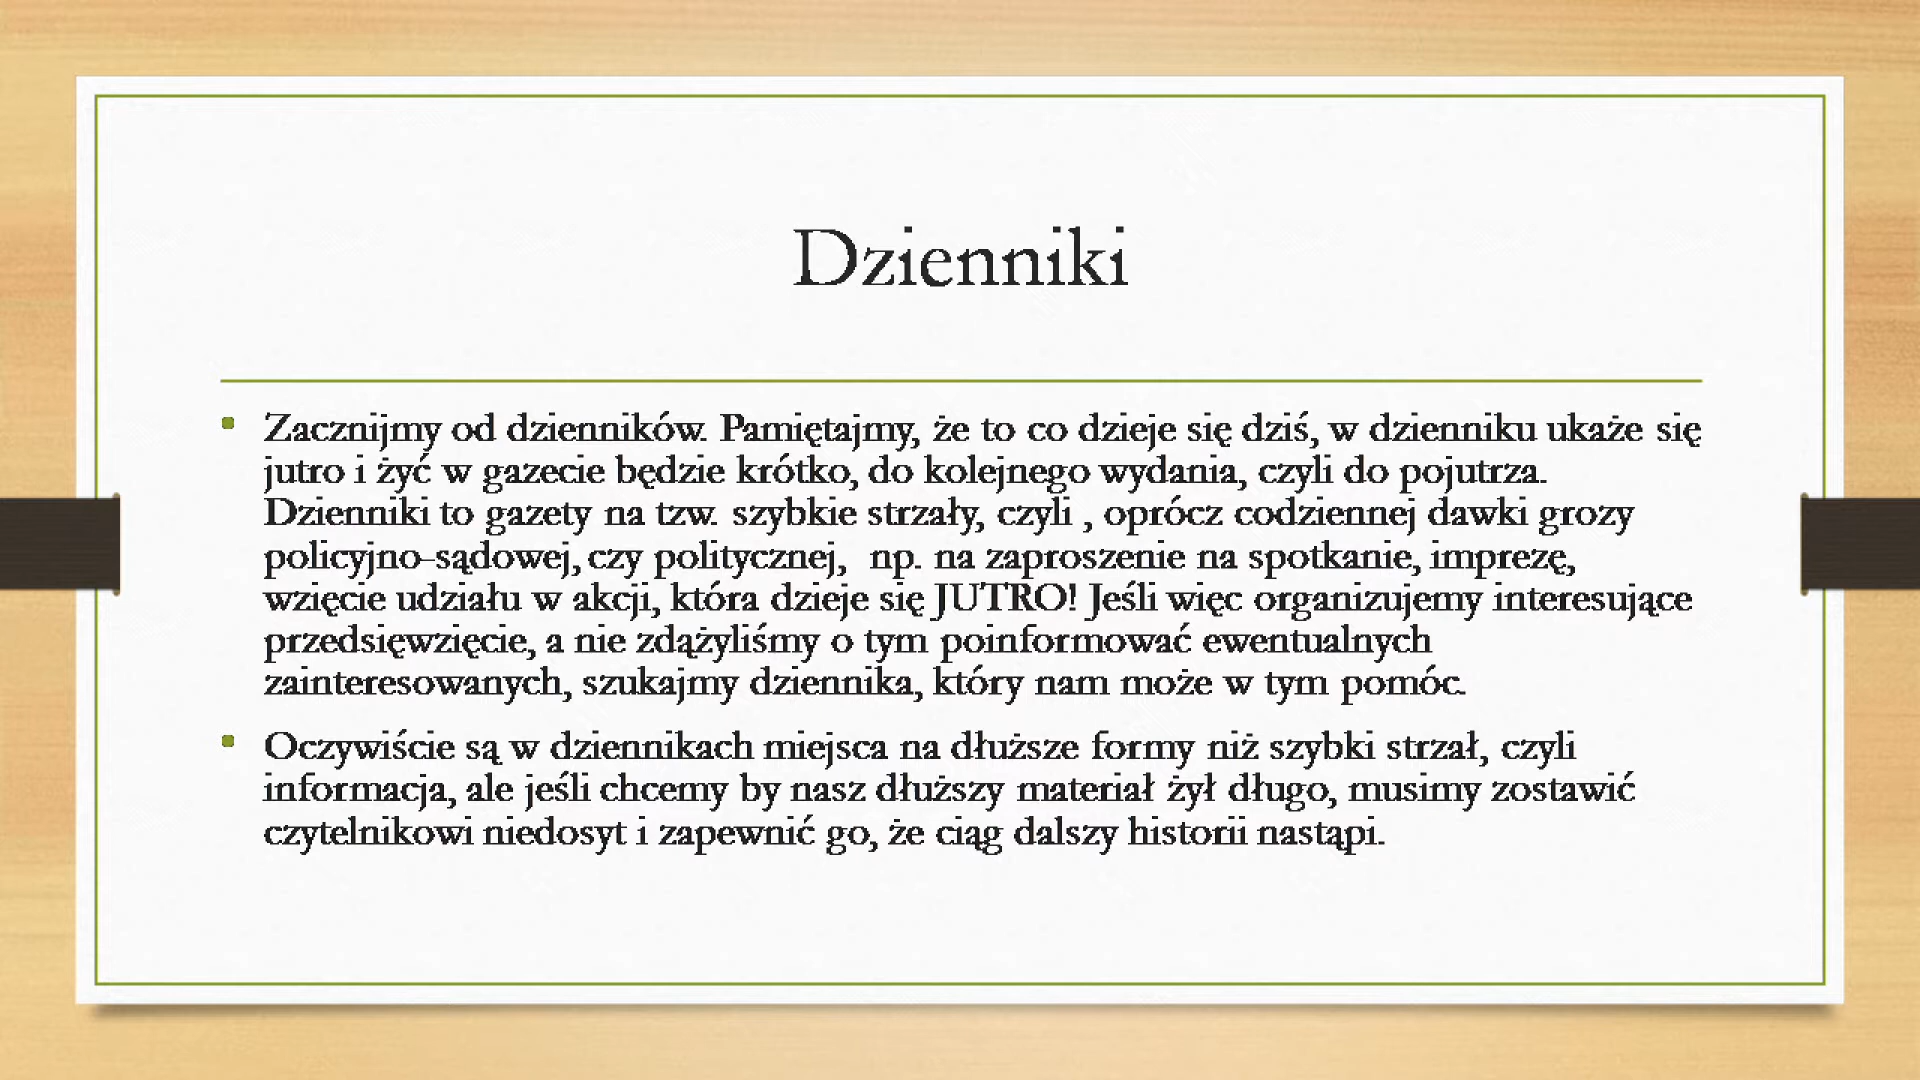 Dzienniki
Zacznijmy od dzienników. Pamiętajmy, że to co dzieje się dziś, w dzienniku ukaże się
jutro i żyć w gazecie będzie krótko, do kolejnego wydania, czyli do pojutrza.
Dzienniki to gazety na tzw. szybkie strzały, czyli , oprócz codziennej dawki grozy
policyjno-sądowej, czy politycznej,  np. na zaproszenie na spotkanie, imprezę,
wzięcie udziału w akcji, która dzieje się JUTRO! Jeśli więc organizujemy interesujące
przedsięwzięcie, a nie zdążyliśmy o tym poinformować ewentualnych
zainteresowanych, szukajmy dziennika, który nam może w tym pomóc.
Oczywiście są w dziennikach miejsca na dłuższe formy niż szybki strzał, czyli
informacja, ale jeśli chcemy by nasz dłuższy materiał żył długo, musimy zostawić
czytelnikowi niedosyt i zapewnić go, że ciąg dalszy historii nastąpi.